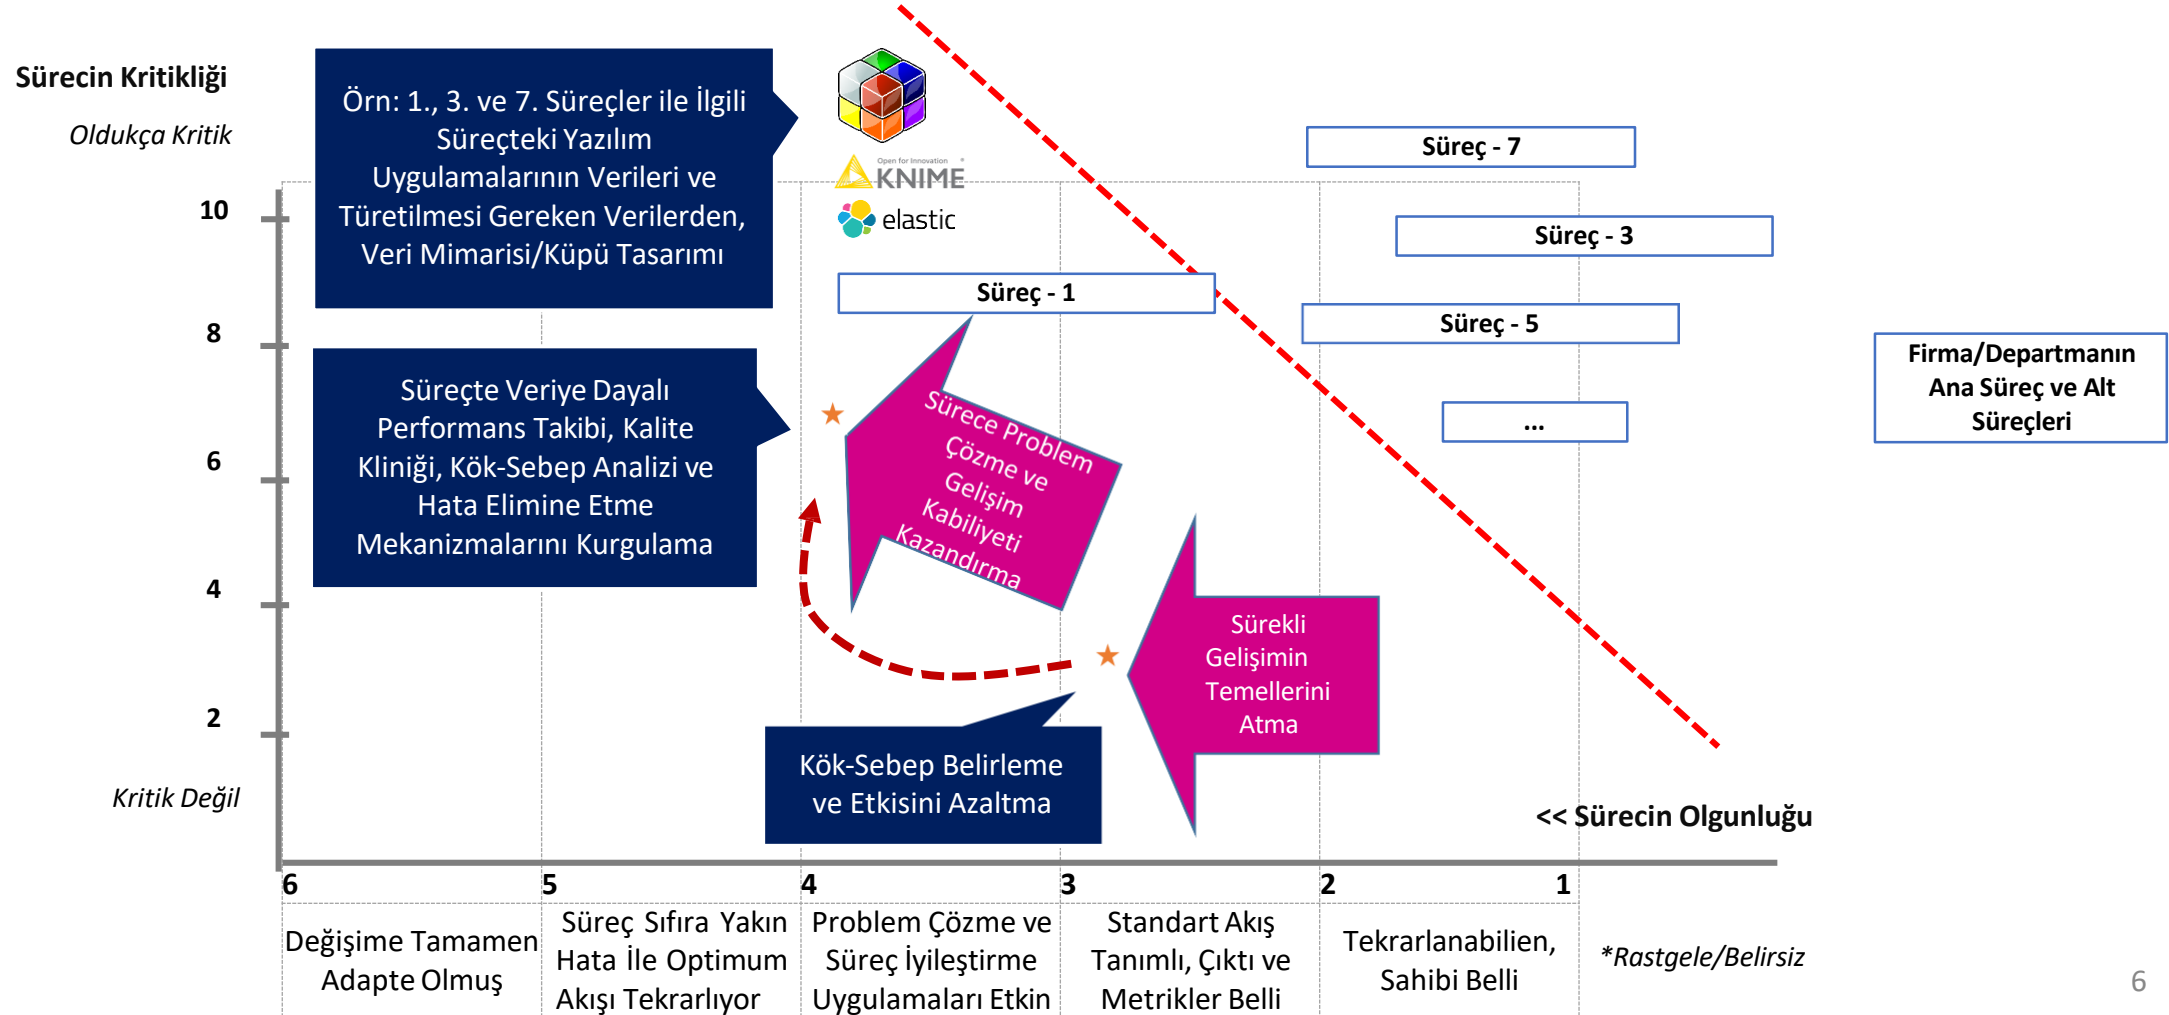 Sürecin Kritikliği
Oldukça Kritik
10
8
6
4
2
Kritik Değil
Örn: 1., 3. ve 7. Süreçler ile İlgili
Süreçteki Yazılım
Uygulamalarının Verileri ve
Türetilmesi Gereken Verilerden,
Veri Mimarisi/Küpü Tasarımı
Open for Innovation
KNIME
elastic
Süreç - 7
Süreç - 3
Süreç - 1
Süreç - 5
...
Firma/Departmanın
Ana Süreç ve Alt
Süreçleri
Süreçte Veriye Dayalı
Performans Takibi, Kalite
Kliniği, Kök-Sebep Analizi ve
Hata Elimine Etme
Mekanizmalarını Kurgulama
Sürece Problem
Çözme ve
Gelişim
Kabiliyeti
Kazandırma
Sürekli
Gelişimin
Temellerini
Atma
Kök-Sebep Belirleme
ve Etkisini Azaltma
<< Sürecin Olgunluğu
6
5
4
3
2
1
Değişime Tamamen
Adapte Olmuş
Süreç Sıfıra Yakın
Hata İle Optimum
Akışı Tekrarlıyor
Problem Çözme ve
Süreç İyileştirme
Uygulamaları Etkin
Standart Akış
Tanımlı, Çıktı ve
Metrikler Belli
Tekrarlanabilien,
Sahibi Belli
*Rastgele/Belirsiz
6